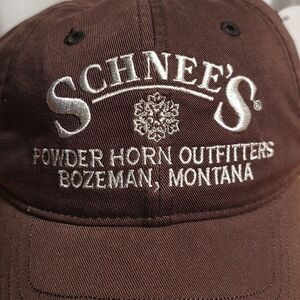 SCHNEE'S®
POWDER HORN OUTFITTERS
BOZEMAN, MONTANA